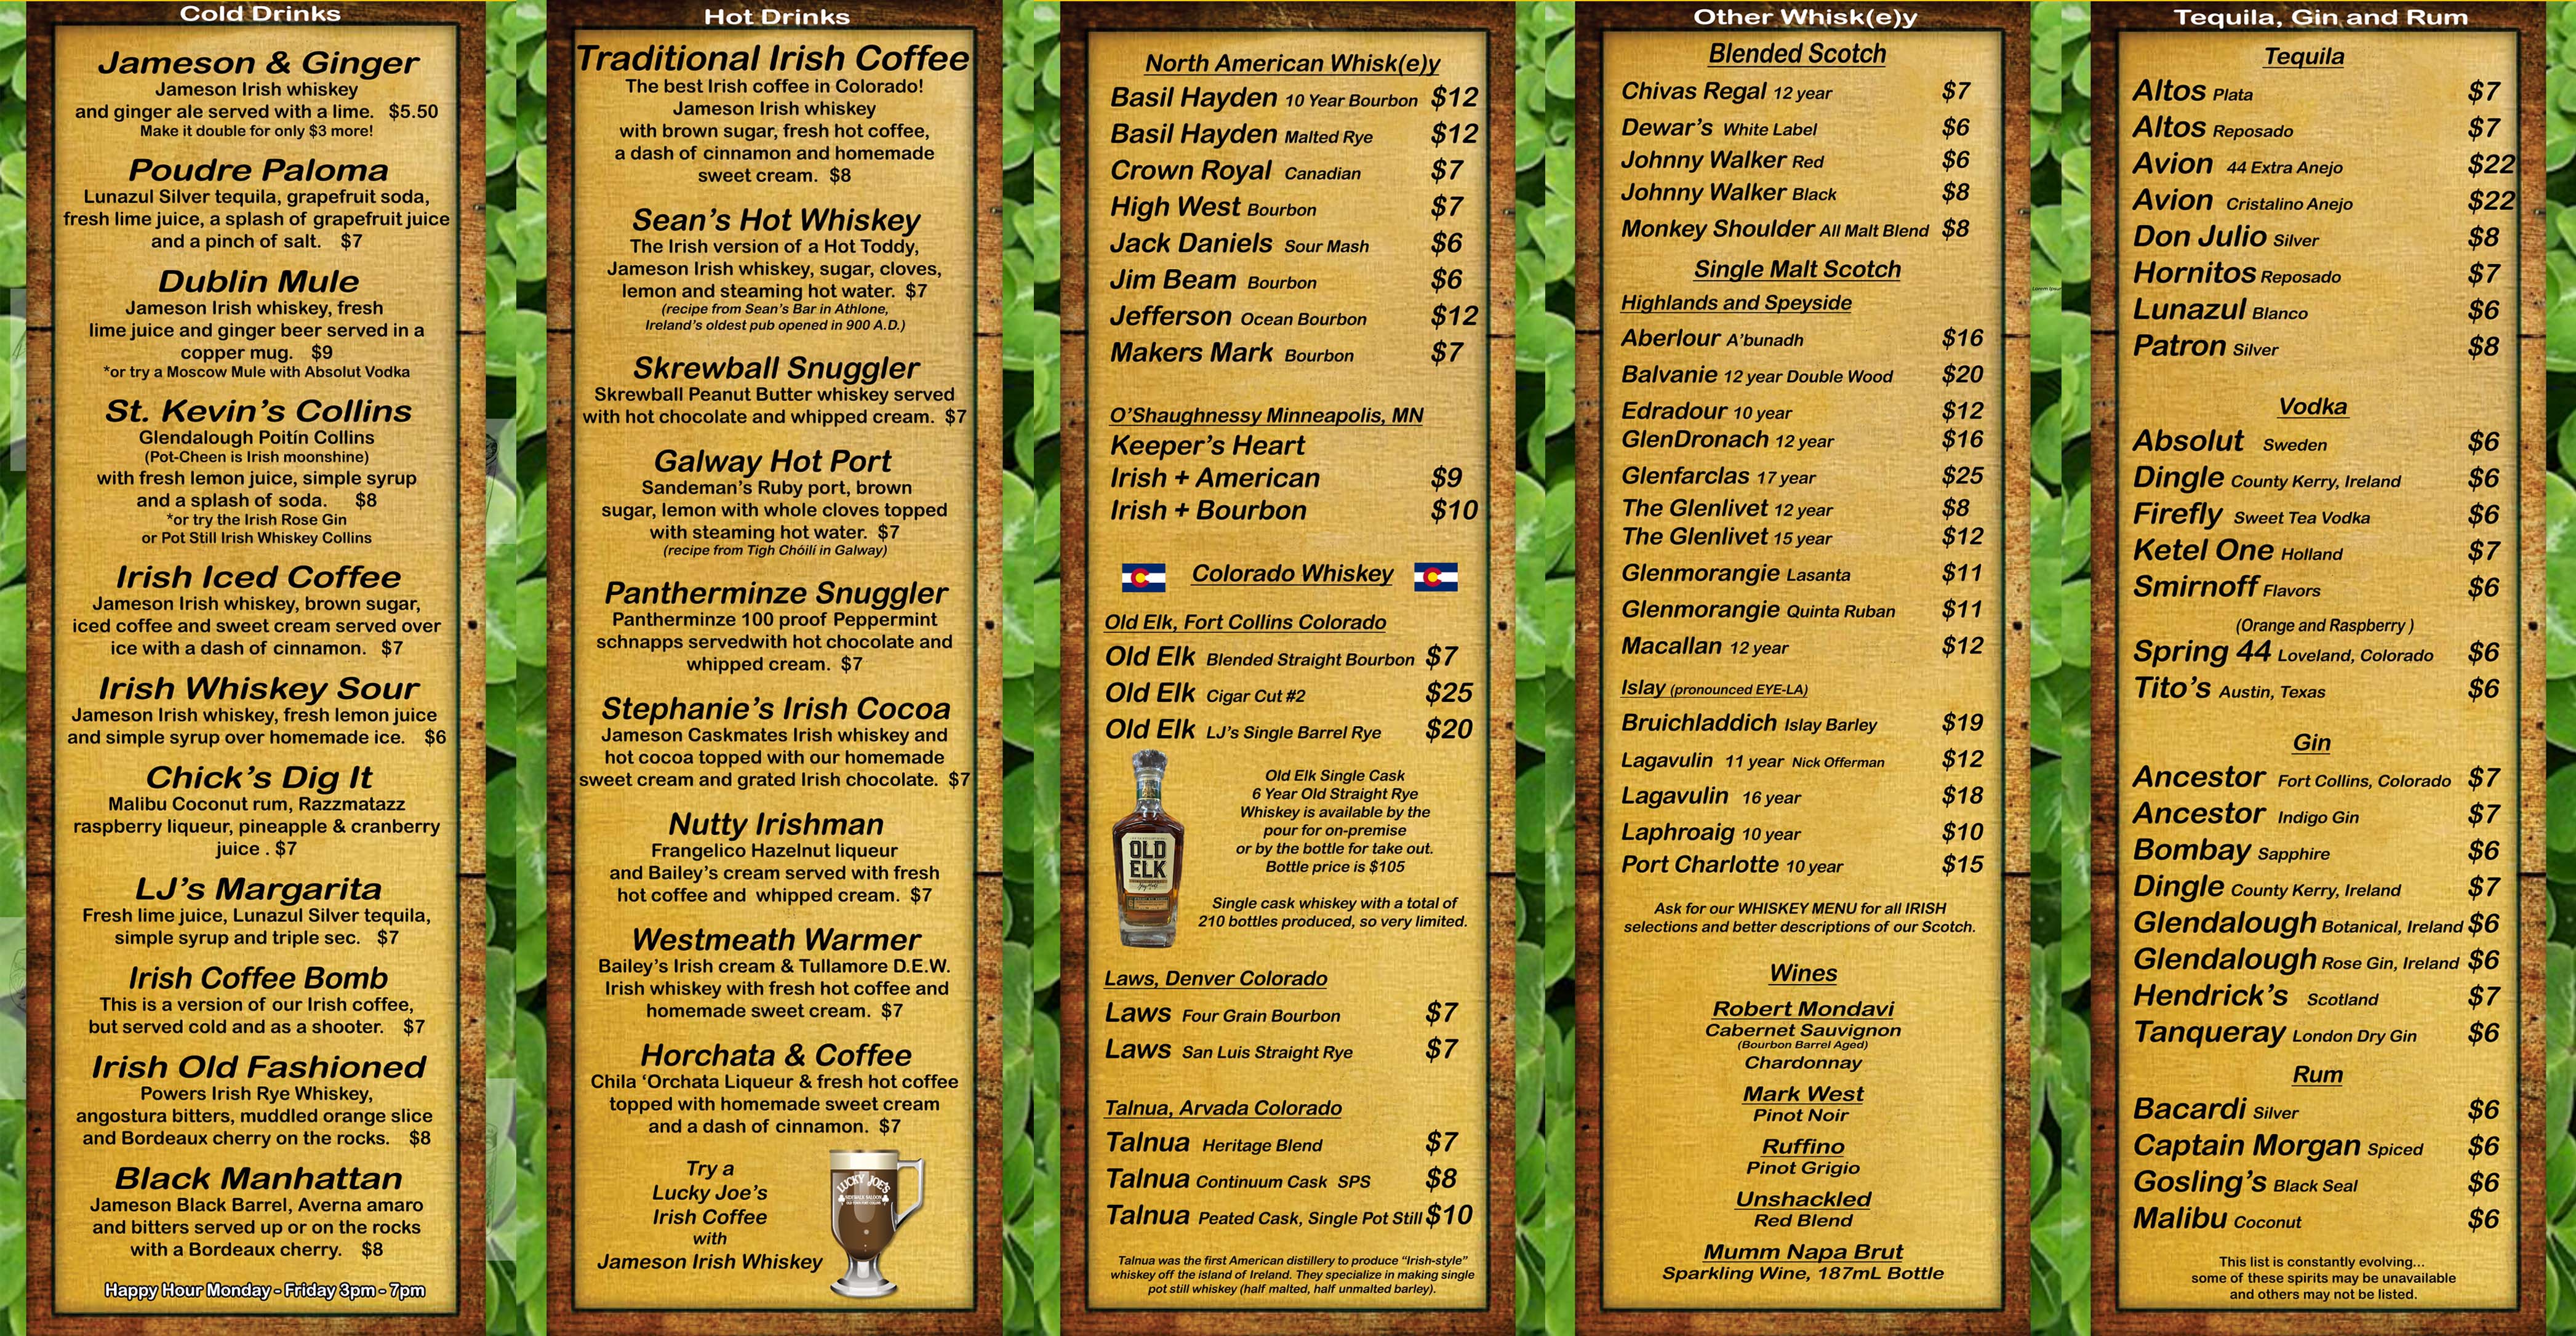 Cold Drinks
Jameson & Ginger
Jameson Irish whiskey
and ginger ale served with a lime. $5.50
Make it double for only $3 more!
Poudre Paloma
Lunazul Silver tequila, grapefruit soda,
fresh lime juice, a splash of grapefruit juice
and a pinch of salt. $7
Dublin Mule
Jameson Irish whiskey, fresh
lime juice and ginger beer served in a
copper mug. $9
*or try a Moscow Mule with Absolut Vodka
St. Kevin's Collins
Glendalough Poitín Collins
(Pot-Cheen is Irish moonshine)
with fresh lemon juice, simple syrup
and a splash of soda. $8
*or try the Irish Rose Gin
or Pot Still Irish Whiskey Collins
Irish Iced Coffee
Jameson Irish whiskey, brown sugar,
iced coffee and sweet cream served over
ice with a dash of cinnamon. $7
Irish Whiskey Sour
Jameson Irish whiskey, fresh lemon juice
and simple syrup over homemade ice. $6
Chick's Dig It
Malibu Coconut rum, Razzmatazz
raspberry liqueur, pineapple & cranberry
juice . $7
LJ's Margarita
Fresh lime juice, Lunazul Silver tequila,
simple syrup and triple sec. $7
Irish Coffee Bomb
This is a version of our Irish coffee,
but served cold and as a shooter. $7
Irish Old Fashioned
Powers Irish Rye Whiskey,
angostura bitters, muddled orange slice
and Bordeaux cherry on the rocks. $8
Black Manhattan
Jameson Black Barrel, Averna amaro
and bitters served up or on the rocks
with a Bordeaux cherry. $8
Happy Hour Monday - Friday 3pm - 7pm
Hot Drinks
Traditional Irish Coffee
The best Irish coffee in Colorado!
Jameson Irish whiskey
with brown sugar, fresh hot coffee,
a dash of cinnamon and homemade
sweet cream. $8
Sean's Hot Whiskey
The Irish version of a Hot Toddy,
Jameson Irish whiskey, sugar, cloves,
lemon and steaming hot water. $7
(recipe from Sean's Bar in Athlone,
Ireland's oldest pub opened in 900 A.D.)
Skrewball Snuggler
Skrewball Peanut Butter whiskey served
with hot chocolate and whipped cream. $7
Galway Hot Port
Sandeman's Ruby port, brown
sugar, lemon with whole cloves topped
with steaming hot water. $7
(recipe from Tigh Chóilí in Galway)
Pantherminze Snuggler
Pantherminze 100 proof Peppermint
schnapps servedwith hot chocolate and
whipped cream. $7
Stephanie's Irish Cocoa
Jameson Caskmates Irish whiskey and
hot cocoa topped with our homemade
sweet cream and grated Irish chocolate. $7
Nutty Irishman
Frangelico Hazelnut liqueur
and Bailey's cream served with fresh
hot coffee and whipped cream. $7
Westmeath Warmer
Bailey's Irish cream & Tullamore D.E.W.
Irish whiskey with fresh hot coffee and
homemade sweet cream. $7
Horchata & Coffee
Chila 'Orchata Liqueur & fresh hot coffee
topped with homemade sweet cream
and a dash of cinnamon. $7
Try a
Lucky Joe's
Irish Coffee
with
Jameson Irish Whiskey
LUCKY JOE'S
SIDEWALK SALOON
North American Whisk(e)y
Basil Hayden 10 Year Bourbon $12
Basil Hayden Malted Rye $12
Crown Royal Canadian $7
High West Bourbon $7
Jack Daniels Sour Mash $6
Jim Beam Bourbon $6
Jefferson Ocean Bourbon $12
Makers Mark Bourbon $7
O'Shaughnessy Minneapolis, MN
Keeper's Heart
Irish + American $9
Irish + Bourbon $10
Colorado Whiskey
Old Elk, Fort Collins Colorado
Old Elk Blended Straight Bourbon $7
Old Elk Cigar Cut #2 $25
Old Elk LJ's Single Barrel Rye $20
OLD
ELK
Old Elk Single Cask
6 Year Old Straight Rye
Whiskey is available by the
pour for on-premise
or by the bottle for take out.
Bottle price is $105
Single cask whiskey with a total of
210 bottles produced, so very limited.
Laws, Denver Colorado
Laws Four Grain Bourbon $7
Laws San Luis Straight Rye $7
Talnua, Arvada Colorado
Talnua Heritage Blend $7
Talnua Continuum Cask SPS $8
Talnua Peated Cask, Single Pot Still $10
Talnua was the first American distillery to produce "Irish-style"
whiskey off the island of Ireland. They specialize in making single
pot still whiskey (half malted, half unmalted barley).
Other Whisk(e)y
Blended Scotch
Chivas Regal 12 year $7
Dewar's White Label $6
Johnny Walker Red $6
Johnny Walker Black $8
Monkey Shoulder All Malt Blend $8
Single Malt Scotch
Highlands and Speyside
Aberlour A'bunadh $16
Balvanie 12 year Double Wood $20
Edradour 10 year $12
GlenDronach 12 year $16
Glenfarclas 17 year $25
The Glenlivet 12 year $8
The Glenlivet 15 year $12
Glenmorangie Lasanta $11
Glenmorangie Quinta Ruban $11
Macallan 12 year $12
Islay (pronounced EYE-LA)
Bruichladdich Islay Barley $19
Lagavulin 11 year Nick Offerman $12
Lagavulin 16 year $18
Laphroaig 10 year $10
Port Charlotte 10 year $15
Ask for our WHISKEY MENU for all IRISH
selections and better descriptions of our Scotch.
Wines
Robert Mondavi
Cabernet Sauvignon
(Bourbon Barrel Aged)
Chardonnay
Mark West
Pinot Noir
Ruffino
Pinot Grigio
Unshackled
Red Blend
Mumm Napa Brut
Sparkling Wine, 187mL Bottle
Lorem Ipsum
Tequila, Gin and Rum
Tequila
Altos Plata $7
Altos Reposado $7
Avion 44 Extra Anejo $22
Avion Cristalino Anejo $22
Don Julio Silver $8
Hornitos Reposado $7
Lunazul Blanco $6
Patron Silver $8
Vodka
Absolut Sweden $6
Dingle County Kerry, Ireland $6
Firefly Sweet Tea Vodka $6
Ketel One Holland $7
Smirnoff Flavors $6
(Orange and Raspberry )
Spring 44 Loveland, Colorado $6
Tito's Austin, Texas $6
Gin
Ancestor Fort Collins, Colorado $7
Ancestor Indigo Gin $7
Bombay Sapphire $6
Dingle County Kerry, Ireland $7
Glendalough Botanical, Ireland $6
Glendalough Rose Gin, Ireland $6
Hendrick's Scotland $7
Tanqueray London Dry Gin $6
Rum
Bacardi Silver $6
Captain Morgan Spiced $6
Gosling's Black Seal $6
Malibu Coconut $6
This list is constantly evolving...
some of these spirits may be unavailable
and others may not be listed.